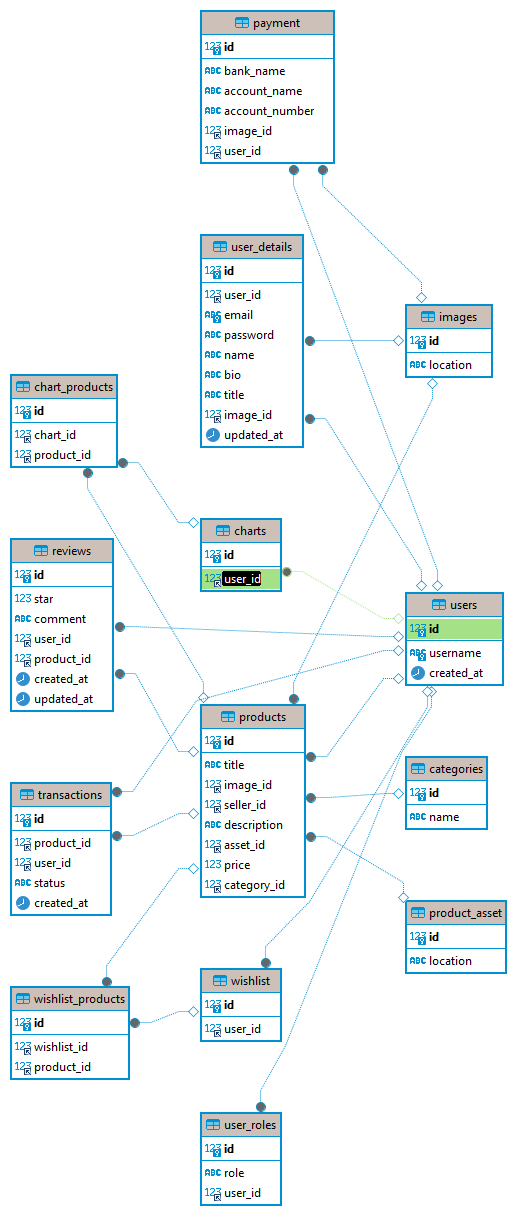 payment
123 id
ABC bank_name
ABC account_name
ABC account_number
123 image_id
123 user_id
user_details
123 id
123 user_id
ABC email
ABC password
ABC name
ABC bio
ABC title
123 image_id
updated_at
images
123 id
ABC location
chart_products
123 id
123 chart_id
123 product_id
charts
123 id
123 user_id
reviews
123 id
123 star
ABC comment
123 user_id
123 product_id
created_at
updated_at
users
123 id
ABC username
created_at
products
123 id
ABC title
123 image_id
123 seller_id
ABC description
123 asset_id
123 price
123 category_id
categories
123 id
ABC name
transactions
123 id
123 product_id
123 user_id
ABC status
created_at
product_asset
123 id
ABC location
wishlist_products
123 id
123 wishlist_id
123 product_id
wishlist
123 id
123 user_id
user_roles
123 id
ABC role
123 user_id